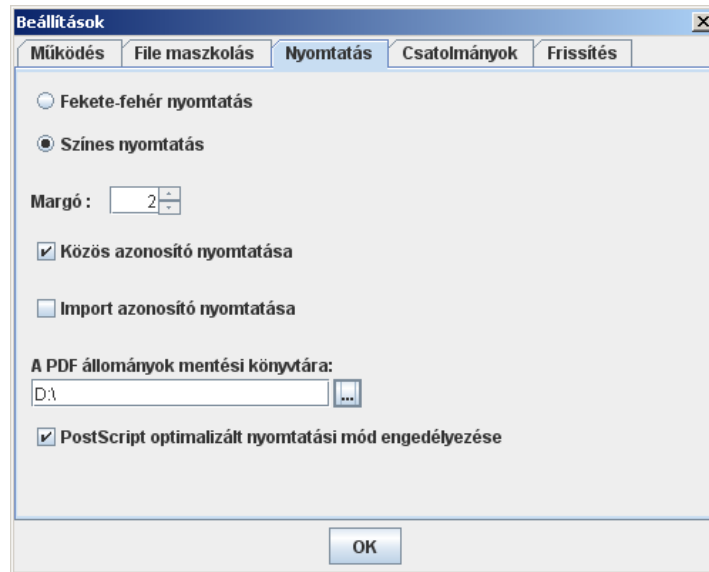 Beállítások
Működés File maszkolás Nyomtatás Csatolmányok Frissítés
Fekete-fehér nyomtatás
Színes nyomtatás
Margó : 2
Közös azonosító nyomtatása
Import azonosító nyomtatása
A PDF állományok mentési könyvtára:
D:\
...
PostScript optimalizált nyomtatási mód engedélyezése
OK